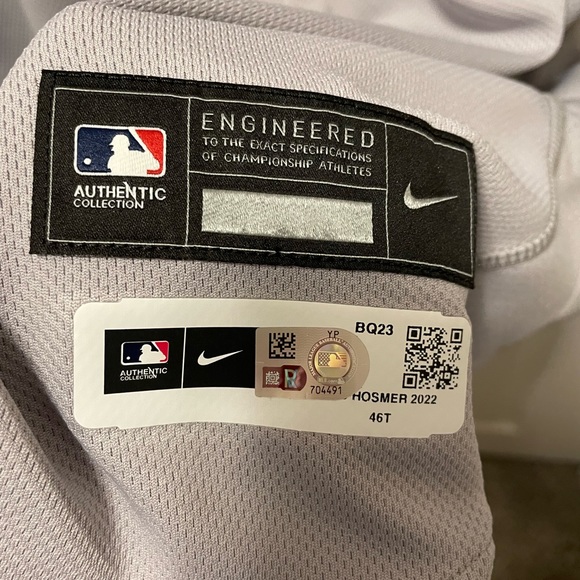 ENGINEERED
TO THE EXACT SPECIFICATIONS
OF CHAMPIONSHIP ATHLETES
AUTHENTIC
COLLECTION
AUTHENTIC
COLLECTION
YP
704491
BQ23
HOSMER 2022
46T